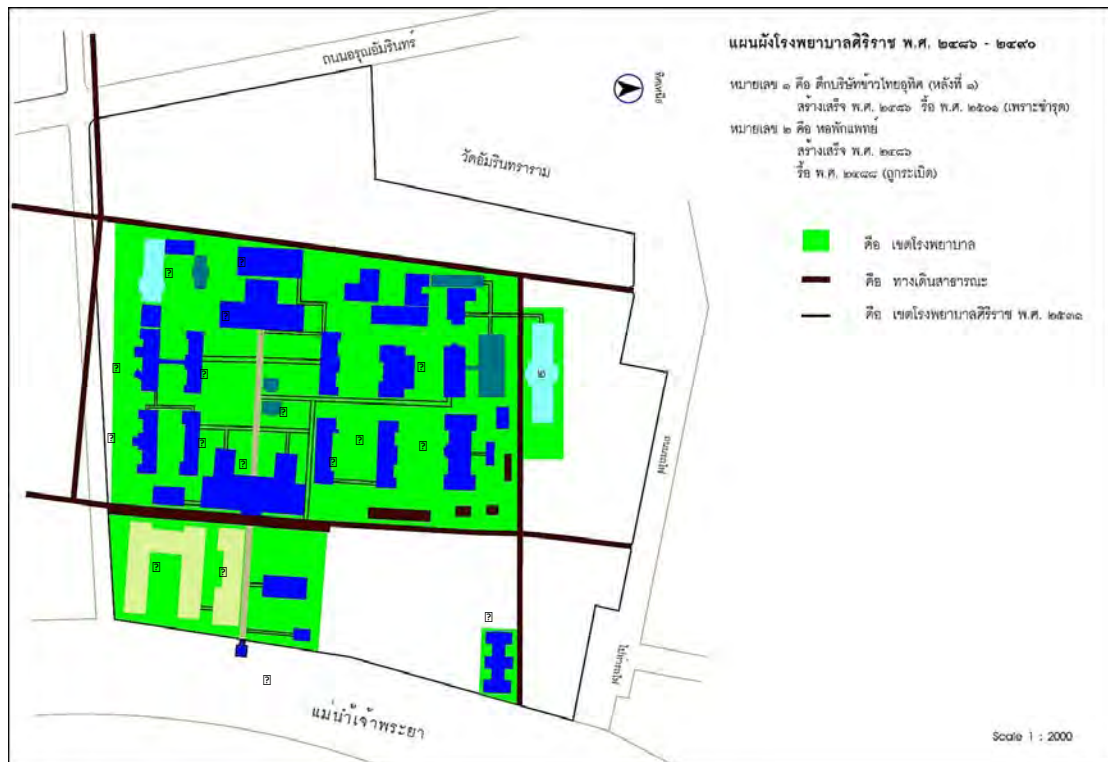 แผนผังโรงพยาบาลศิริราช พ.ศ. ๒๔๘๖ - ๒๔๙๐
หมายเลข ๑ คือ ตึกบริษัทข้าวไทยอุทิศ (หลังที่ ๑)
สร้างเสร็จ พ.ศ. ๒๔๘๖ รื้อ พ.ศ. ๒๕๐๑ (เพราะชำรุด)
หมายเลข ๒ คือ หอพักแพทย์
สร้างเสร็จ พ.ศ. ๒๔๘๖
รื้อ พ.ศ. ๒๔๘๘ (ถูกระเบิด)
คือ เขตโรงพยาบาล
คือ ทางเดินสาธารณะ
คือ เขตโรงพยาบาลศิริราช พ.ศ. ๒๕๓๑
ถนนอรุณอัมรินทร์
ทิศเหนือ
วัดอัมรินทราราม
๒
ถนนรถไฟ
แม่น้ำเจ้าพระยา
Scale 1 : 2000